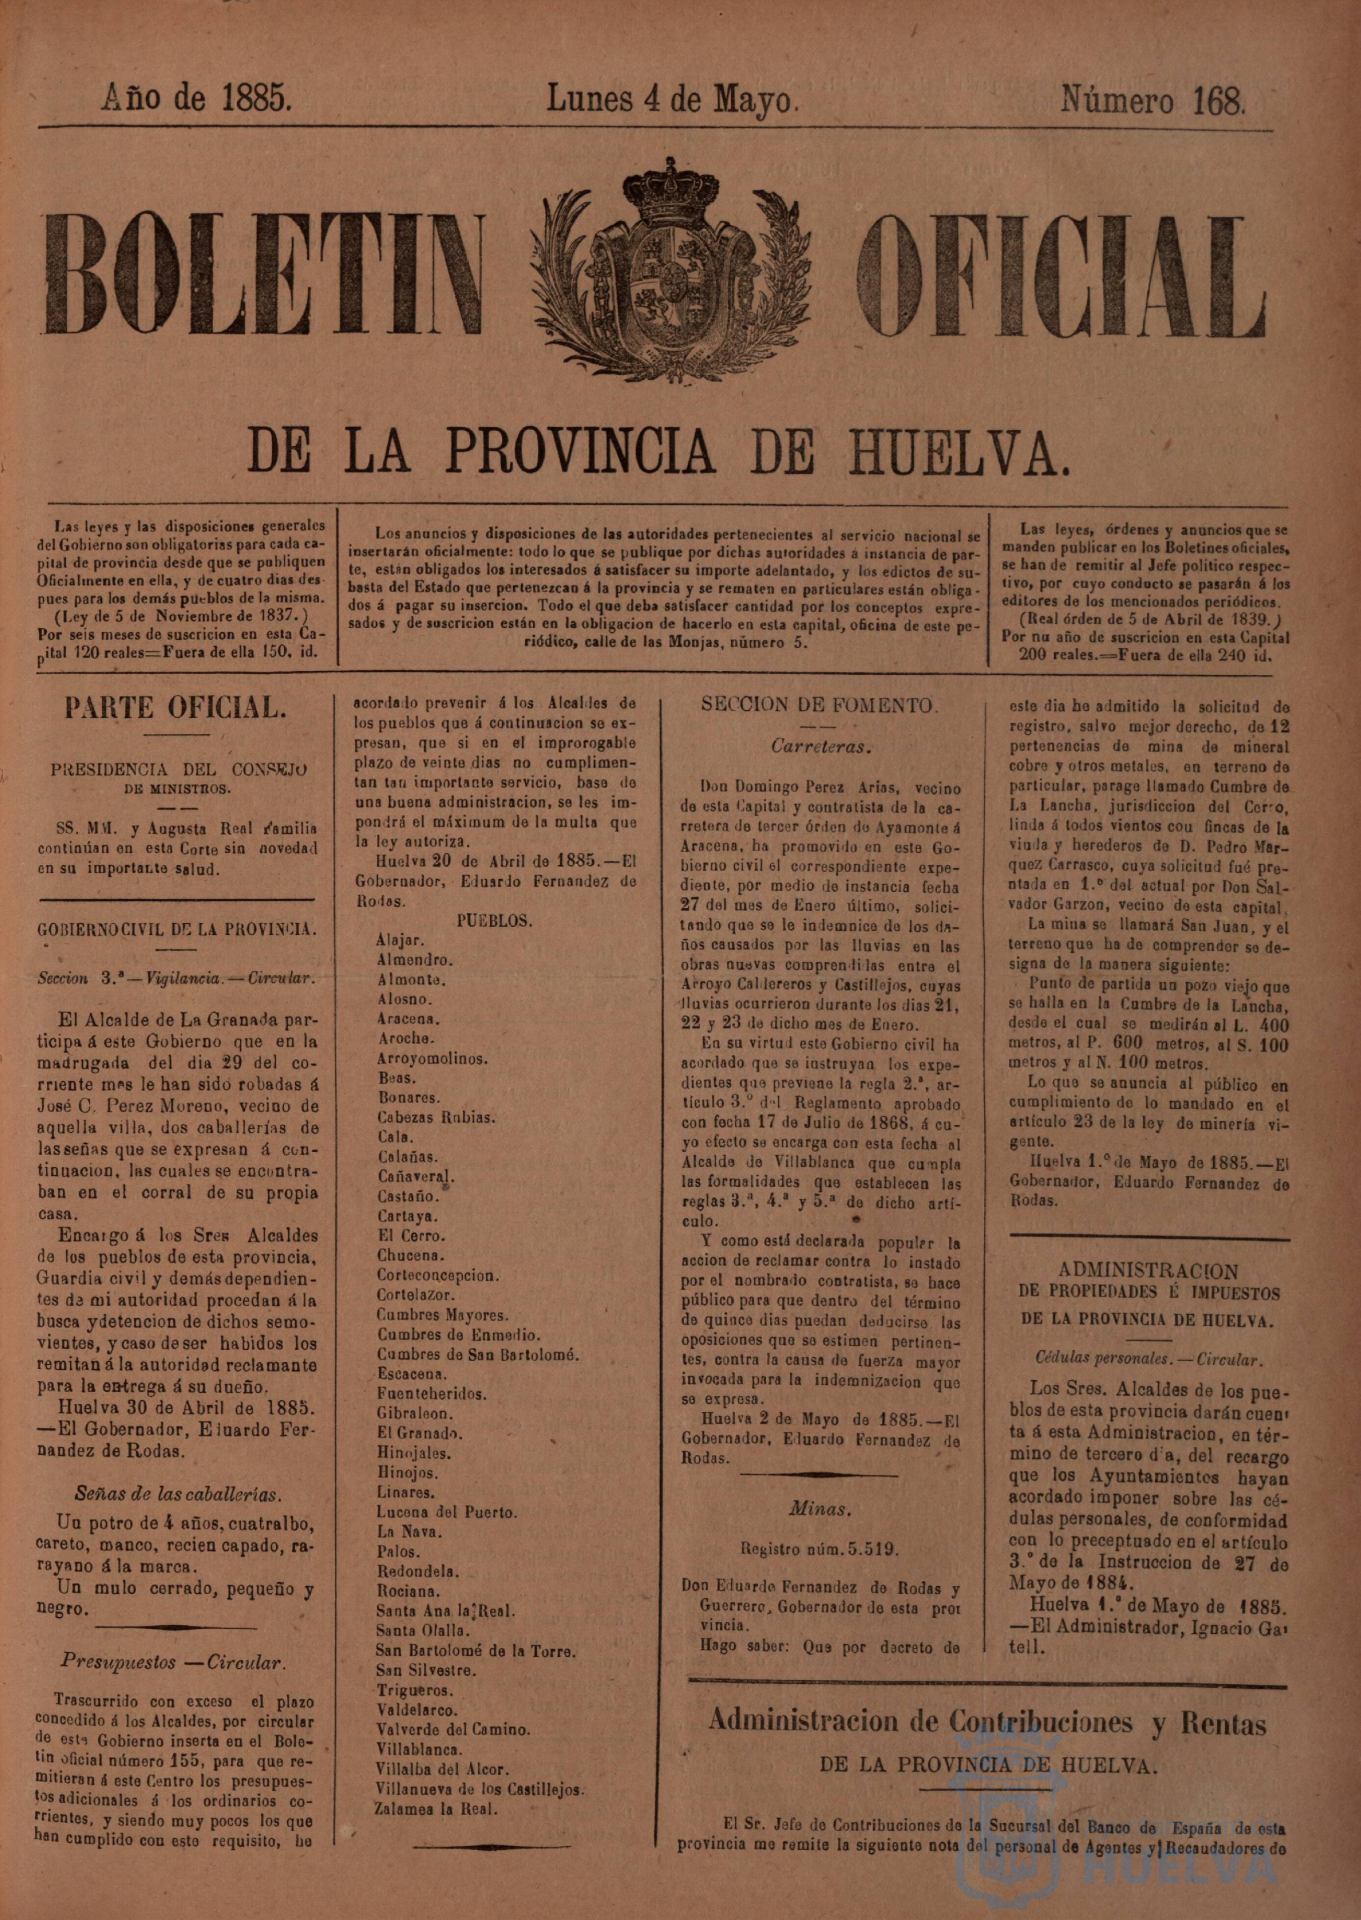 Año de 1885.
Lunes 4 de Mayo.
Número 168.
BOLETIN OFICIAL
DE LA PROVINCIA DE HUELVA.
Las leyes y las disposiciones generales
del Gobierno son obligatorias para cada ca-
pital de provincia desde que se publiquen
Oficialmente en ella, y de cuatro dias des-
pues para los demás pueblos de la misma.
(Ley de 5 de Noviembre de 1837.)
Por seis meses de suscricion en esta Ca-
pital 120 reales=Fuera de ella 150. id.
Los anuncios y disposiciones de las autoridades pertenecientes al servicio nacional se
insertarán oficialmente: todo lo que se publique por dichas autoridades á instancia de par-
te, están obligados los interesados á satisfacer su importe adelantado, y los edictos de su-
basta del Estado que pertenezcan á la provincia y se rematen en particulares están obliga-
dos á pagar su insercion. Todo el que deba satisfacer cantidad por los conceptos expre-
sados y de suscricion están en la obligacion de hacerlo en esta capital, oficina de este pe-
riódico, calle de las Monjas, número 5.
Las leyes, órdenes y anuncios que se
manden publicar en los Boletines oficiales,
se han de remitir al Jefe politico respec-
tivo, por cuyo conducto se pasarán á los
editores de los mencionados periódicos.
(Real órden de 5 de Abril de 1839.)
Por nu año de suscricion en esta Capital
200 reales.=Fuera de ella 240 id.
PARTE OFICIAL.
PRESIDENCIA DEL CONSEJO
DE MINISTROS.
SS. MM. y Augusta Real Familia
continúan en esta Corte sin novedad
en su importante salud.
GOBIERNO CIVIL DE LA PROVINCIA.
Seccion 3.ª—Vigilancia.—Circular.
El Alcalde de La Granada par-
ticipa á este Gobierno que en la
madrugada del dia 29 del co-
rriente mes le han sido robadas á
José C. Perez Moreno, vecino de
aquella villa, dos caballerías de
las señas que se expresan á con-
tinuacion, las cuales se encontra-
ban en el corral de su propia
casa.
Encargo á los Sres Alcaldes
de los pueblos de esta provincia,
Guardia civil y demás dependien-
tes de mi autoridad procedan á la
busca y detencion de dichos semo-
vientes, y caso de ser habidos los
remitan á la autoridad reclamante
para la entrega á su dueño.
Huelva 30 de Abril de 1885.
—El Gobernador, Eduardo Fer-
nandez de Rodas.
Señas de las caballerías.
Un potro de 4 años, cuatralbo,
careto, manco, recien capado, ra-
rayano á la marca.
Un mulo cerrado, pequeño y
negro.
Presupuestos—Circular.
Trascurrido con exceso el plazo
concedido á los Alcaldes, por circular
de este Gobierno inserta en el Bole-
tin oficial número 155, para que re-
mitieran á este Centro los presupues-
tos adicionales á los ordinarios co-
rrientes, y siendo muy pocos los que
han cumplido con este requisito, he
acordado prevenir á los Alcaldes de
los pueblos que á continuacion se ex-
presan, que si en el improrogable
plazo de veinte dias no cumplimen-
tan tan importante servicio, base de
una buena administracion, se les im-
pondrá el máximum de la multa que
la ley autoriza.
Huelva 20 de Abril de 1885.—El
Gobernador, Eduardo Fernandez de
Rodas.
PUEBLOS.
Alajar.
Almendro.
Almonte.
Alosno.
Aracena.
Aroche.
Arroyomolinos.
Beas.
Bonares.
Cabezas Rubias.
Cala.
Calañas.
Cañaveral.
Castaño.
Cartaya.
El Cerro.
Chucena.
Corteconcepcion.
Cortelazor.
Cumbres Mayores.
Cumbres de Enmedio.
Cumbres de San Bartolomé.
Escacena.
Fuenteheridos.
Gibraleon.
El Granado.
Hinojales.
Hinojos.
Linares.
Lucena del Puerto.
La Nava.
Palos.
Redondela.
Rociana.
Santa Ana la Real.
Santa Olalla.
San Bartolomé de la Torre.
San Silvestre.
Trigueros.
Valdelarco.
Valverde del Camino.
Villablanca.
Villalba del Alcor.
Villanueva de los Castillejos.
Zalamea la Real.
SECCION DE FOMENTO.
Carreteras.
Don Domingo Perez Arias, vecino
de esta Capital y contratista de la ca-
rretera de tercer órden de Ayamonte á
Aracena, ha promovido en este Go-
bierno civil el correspondiente expe-
diente, por medio de instancia fecha
27 del mes de Enero último, solici-
tando que se le indemnice de los da-
ños causados por las lluvias en las
obras nuevas comprendidas entre el
Arroyo Caldereros y Castillejos, cuyas
lluvias ocurrieron durante los dias 21,
22 y 23 de dicho mes de Enero.
En su virtud este Gobierno civil ha
acordado que se instruyan los expe-
dientes que previene la regla 2.ª, ar-
tículo 3.º del Reglamento aprobado
con fecha 17 de Julio de 1868, á cu-
yo efecto se encarga con esta fecha al
Alcalde de Villablanca que cumpla
las formalidades que establecen las
reglas 3.ª, 4.ª y 5.ª de dicho artí-
culo.
Y como está declarada popular la
accion de reclamar contra lo instado
por el nombrado contratista, se hace
público para que dentro del término
de quince dias puedan deducirse las
oposiciones que se estimen pertinen-
tes, contra la causa de fuerza mayor
invocada para la indemnizacion que
se expresa.
Huelva 2 de Mayo de 1885.—El
Gobernador, Eduardo Fernandez de
Rodas.
Minas.
Registro núm. 5.519.
Don Eduardo Fernandez de Rodas y
Guerrero, Gobernador de esta pro
vincia.
Hago saber: Que por decreto de
este dia he admitido la solicitud de
registro, salvo mejor derecho, de 12
pertenencias de mina de mineral
cobre y otros metales, en terreno de
particular, parage llamado Cumbre de
La Lancha, jurisdiccion del Cerro,
linda á todos vientos cou fincas de la
viuda y herederos de D. Pedro Mar-
quez Carrasco, cuya solicitud fué pre-
ntada en 1.º del actual por Don Sal-
vador Garzon, vecino de esta capital.
La mina se llamará San Juan, y el
terreno que ha de comprender se de-
signa de la manera siguiente:
Punto de partida un pozo viejo que
se halla en la Cumbre de la Lancha,
desde el cual se medirán al L. 400
metros, al P. 600 metros, al S. 100
metros y al N. 100 metros.
Lo que se anuncia al público en
cumplimiento de lo mandado en el
artículo 23 de la ley de minería vi-
gente.
Huelva 1.º de Mayo de 1885.—El
Gobernador, Eduardo Fernandez de
Rodas.
ADMINISTRACION
DE PROPIEDADES É IMPUESTOS
DE LA PROVINCIA DE HUELVA.
Cédulas personales.—Circular.
Los Sres. Alcaldes de los pue-
blos de esta provincia darán cuen
ta á esta Administracion, en tér-
mino de tercero d'a, del recargo
que los Ayuntamientos hayan
acordado imponer sobre las cé-
dulas personales, de conformidad
con lo preceptuado en el artículo
3.º de la Instruccion de 27 de
Mayo de 1884.
Huelva 1.º de Mayo de 1885.
—El Administrador, Ignacio Gas
tell.
Administracion de Contribuciones y Rentas
DE LA PROVINCIA DE HUELVA.
El Sr. Jefe de Contribuciones de la Sucursal del Banco de España de esta
provincia me remite la siguiente nota del personal de Agentes y Recaudadores de
HUELVA